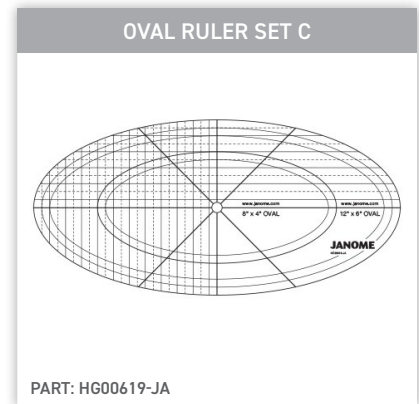 OVAL RULER SET C
www.janome.com
www.janome.com
8" x 4" OVAL
12" x 6" OVAL
JANOME
PART: HG00619-JA